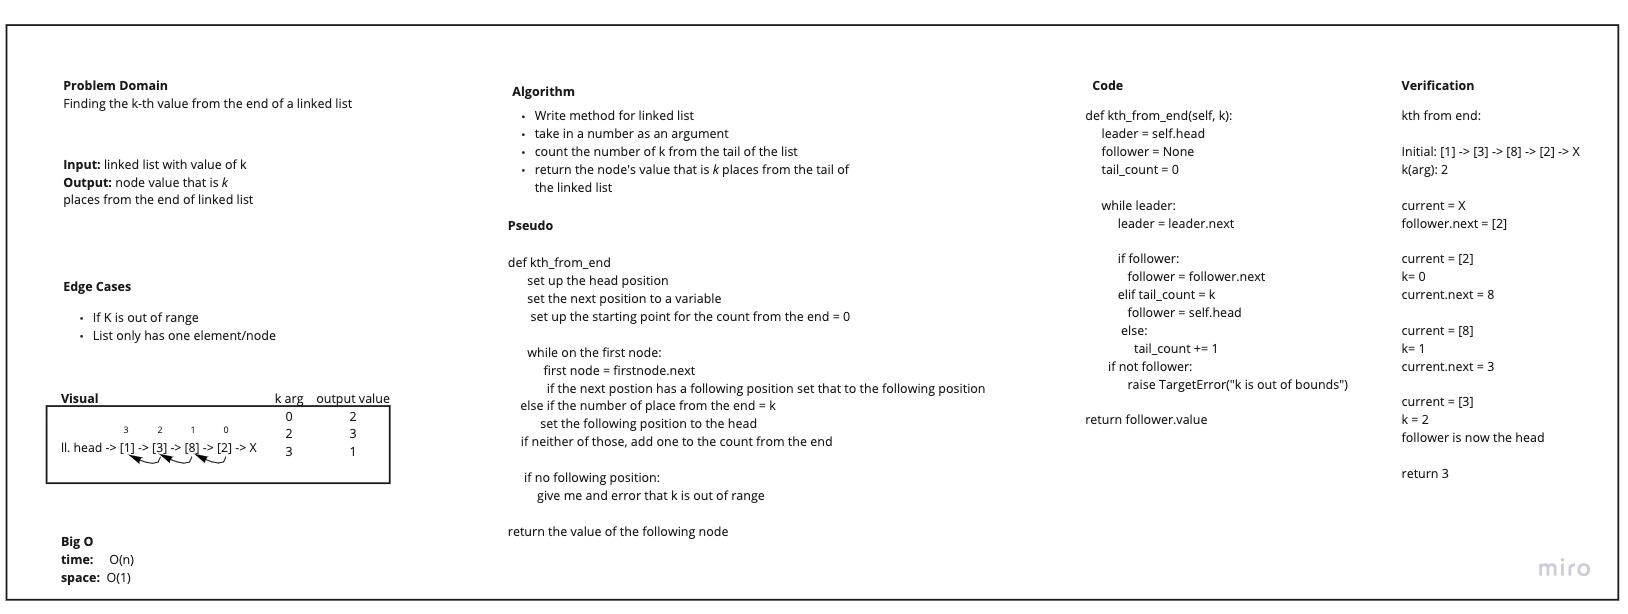 Problem Domain
Finding the k-th value from the end of a linked list
Input: linked list with value of k
Output: node value that is k
places from the end of linked list
Edge Cases
• If K is out of range
• List only has one element/node
Visual
k arg output value
0 2
2 3
3 1
3 2 1 0
ll. head -> [1] -> [3] -> [8] -> [2] -> X
Big O
time: O(n)
space: O(1)
Algorithm
• Write method for linked list
• take in a number as an argument
• count the number of k from the tail of the list
• return the node's value that is k places from the tail of
the linked list
Pseudo
def kth_from_end
set up the head position
set the next position to a variable
set up the starting point for the count from the end = 0
while on the first node:
first node = firstnode.next
if the next postion has a following position set that to the following position
else if the number of place from the end = k
set the following position to the head
if neither of those, add one to the count from the end
if no following position:
give me and error that k is out of range
return the value of the following node
Code
def kth_from_end(self, k):
leader = self.head
follower = None
tail_count = 0
while leader:
leader = leader.next
if follower:
follower = follower.next
elif tail_count = k
follower = self.head
else:
tail_count += 1
if not follower:
raise TargetError("k is out of bounds")
return follower.value
Verification
kth from end:
Initial: [1] -> [3] -> [8] -> [2] -> X
k(arg): 2
current = X
follower.next = [2]
current = [2]
k= 0
current.next = 8
current = [8]
k= 1
current.next = 3
current = [3]
k = 2
follower is now the head
return 3
miro